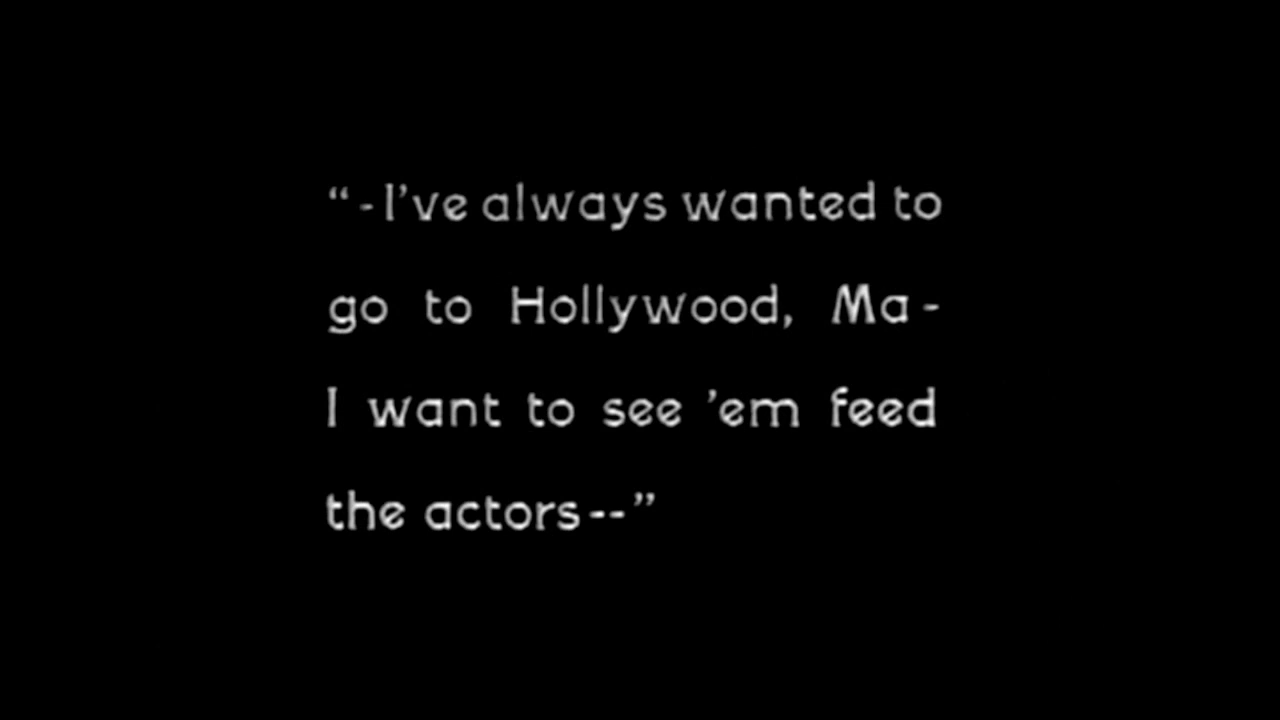 “-I’ve always wanted to
go to Hollywood, Ma-
I want to see ’em feed
the actors--”